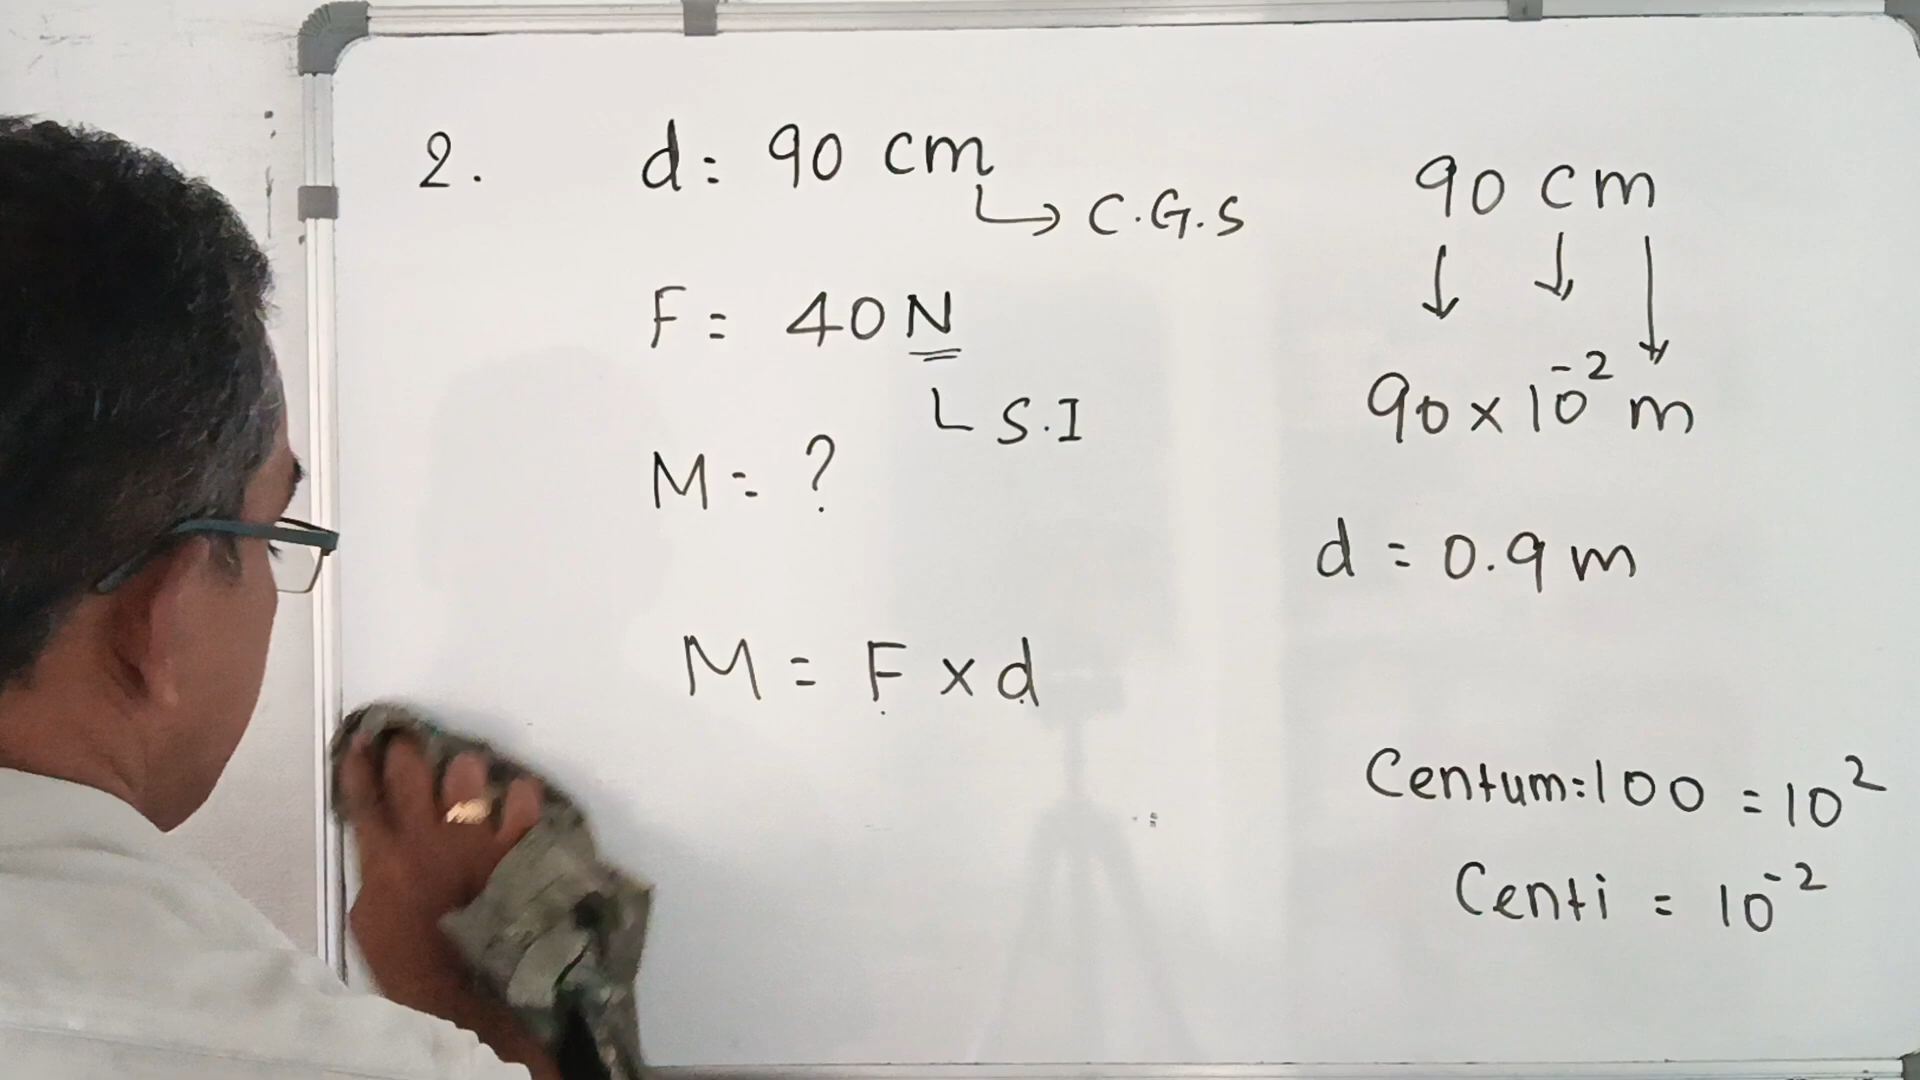 2.
d = 90 cm
↳ C.G.S
F = 40 N
S.I
M = ?
M = F × d
90 cm
↓ ↓ ↓
90 × 10⁻² m
d = 0.9 m
Centum = 100 = 10²
Centi = 10⁻²